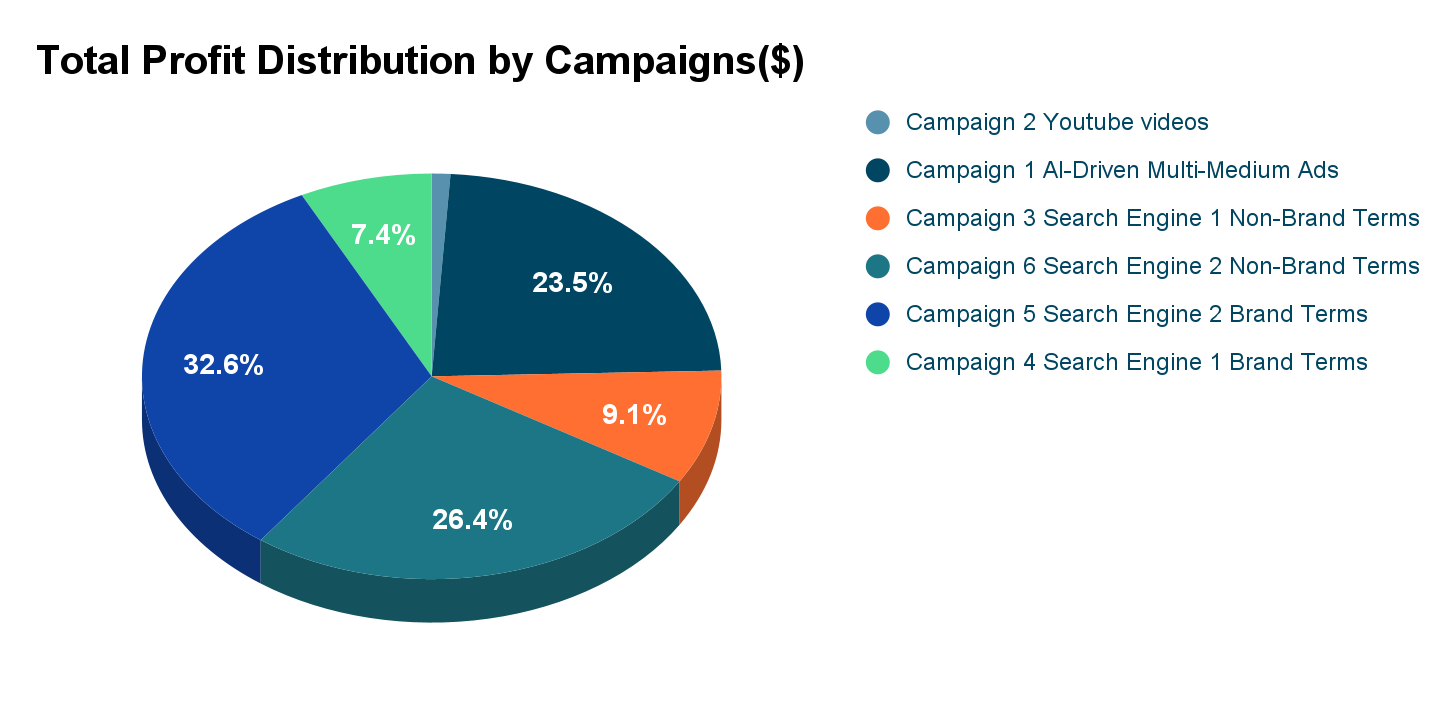 Total Profit Distribution by Campaigns($)
Campaign 2 Youtube videos
Campaign 1 AI-Driven Multi-Medium Ads
Campaign 3 Search Engine 1 Non-Brand Terms
Campaign 6 Search Engine 2 Non-Brand Terms
Campaign 5 Search Engine 2 Brand Terms
Campaign 4 Search Engine 1 Brand Terms
7.4%
23.5%
32.6%
9.1%
26.4%